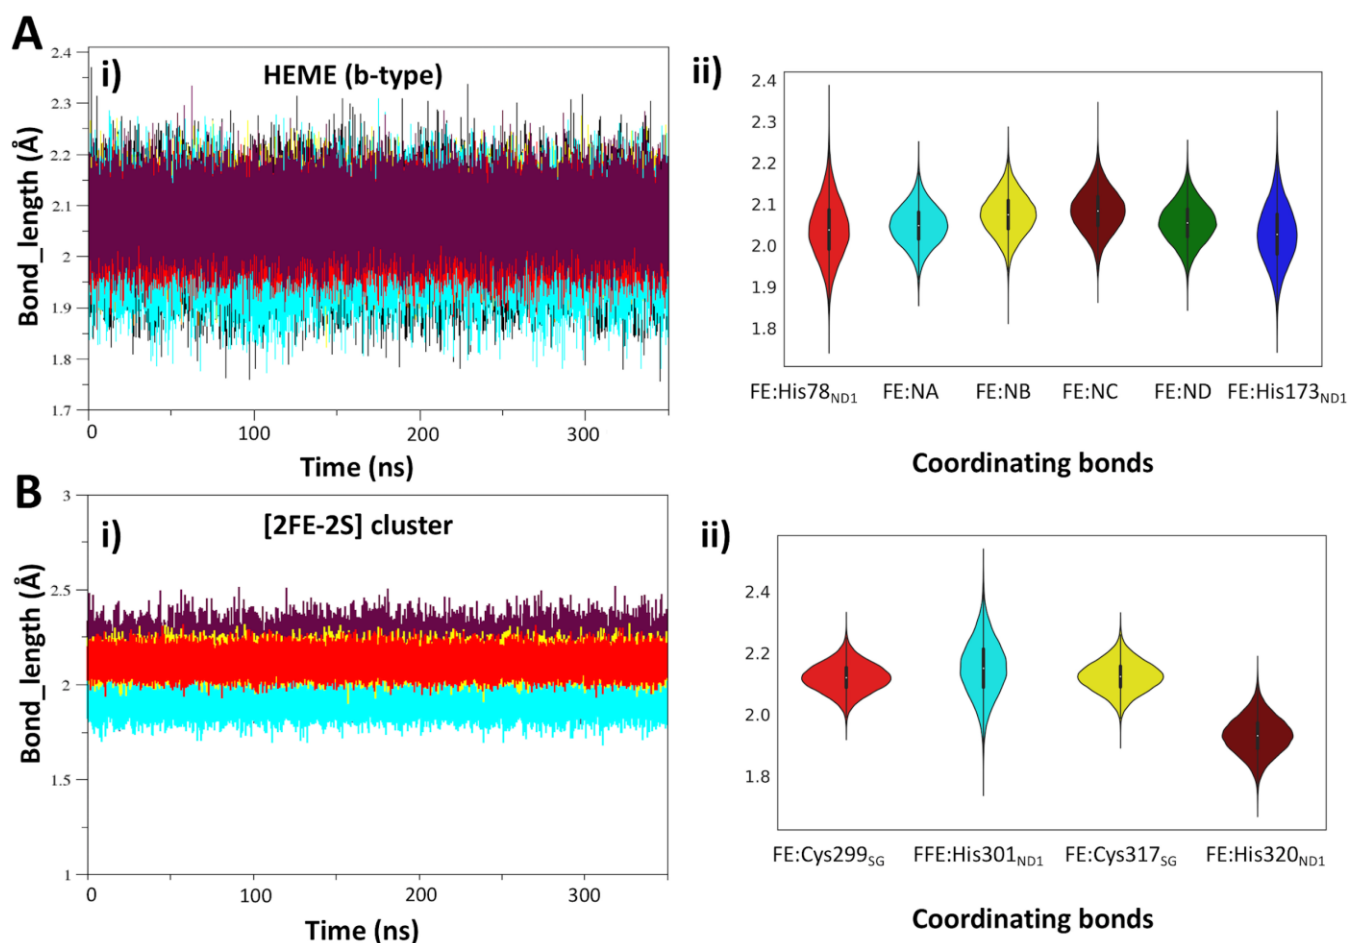 A
i)
HEME (b-type)
2.4
2.3
2.2
2.1
2
1.9
1.8
1.7
Bond_length (Å)
0 100 200 300
Time (ns)
ii)
2.4
2.3
2.2
2.1
2.0
1.9
1.8
FE:His78ND1 FE:NA FE:NB FE:NC FE:ND FE:His173ND1
Coordinating bonds
B
i)
[2FE-2S] cluster
3
2.5
2
1.5
1
Bond_length (Å)
0 100 200 300
Time (ns)
ii)
2.4
2.2
2.0
1.8
FE:Cys299SG FFE:His301ND1 FE:Cys317SG FE:His320ND1
Coordinating bonds